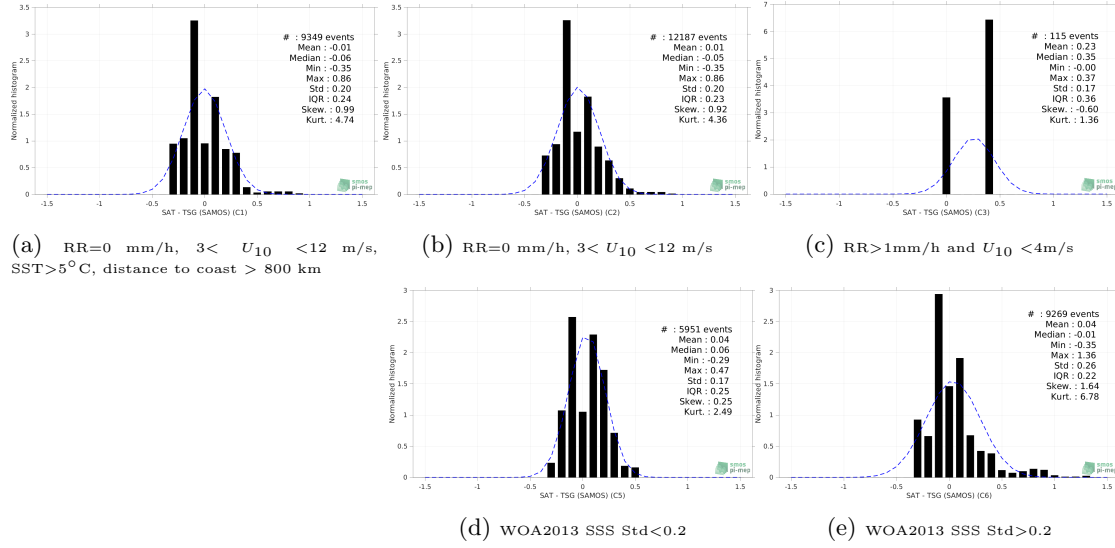 3.5
3
2.5
2
1.5
1
0.5
0
-1.5 -1 -0.5 0 0.5 1 1.5
Normalized histogram
SAT - TSG (SAMOS) (C1)
# : 9349 events
Mean : -0.01
Median : -0.06
Min : -0.35
Max : 0.86
Std : 0.20
IQR : 0.24
Skew. : 0.99
Kurt. : 4.74
smos
pi-mep
(a) RR=0 mm/h, 3< U10 <12 m/s,
SST>5°C, distance to coast > 800 km
3.5
3
2.5
2
1.5
1
0.5
0
-1.5 -1 -0.5 0 0.5 1 1.5
Normalized histogram
SAT - TSG (SAMOS) (C2)
# : 12187 events
Mean : 0.01
Median : -0.05
Min : -0.35
Max : 0.86
Std : 0.20
IQR : 0.23
Skew. : 0.92
Kurt. : 4.36
smos
pi-mep
(b) RR=0 mm/h, 3< U10 <12 m/s
7
6
5
4
3
2
1
0
-1.5 -1 -0.5 0 0.5 1 1.5
Normalized histogram
SAT - TSG (SAMOS) (C3)
# : 115 events
Mean : 0.23
Median : 0.35
Min : -0.00
Max : 0.37
Std : 0.17
IQR : 0.36
Skew. : -0.60
Kurt. : 1.36
smos
pi-mep
(c) RR>1mm/h and U10 <4m/s
3
2.5
2
1.5
1
0.5
0
-1.5 -1 -0.5 0 0.5 1 1.5
Normalized histogram
SAT - TSG (SAMOS) (C5)
# : 5951 events
Mean : 0.04
Median : 0.06
Min : -0.29
Max : 0.47
Std : 0.17
IQR : 0.25
Skew. : 0.25
Kurt. : 2.49
smos
pi-mep
(d) WOA2013 SSS Std<0.2
3
2.5
2
1.5
1
0.5
0
-1.5 -1 -0.5 0 0.5 1 1.5
Normalized histogram
SAT - TSG (SAMOS) (C6)
# : 9269 events
Mean : 0.04
Median : -0.01
Min : -0.35
Max : 1.36
Std : 0.26
IQR : 0.22
Skew. : 1.64
Kurt. : 6.78
smos
pi-mep
(e) WOA2013 SSS Std>0.2